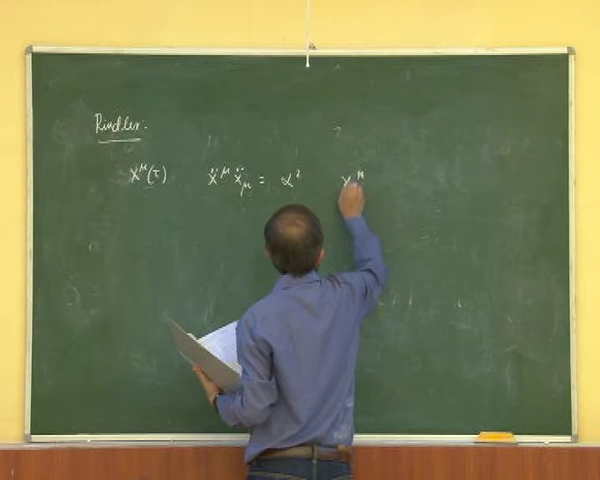 Rindler:
x^μ(τ) ẍ^μ ẍ_μ = α² x^μ